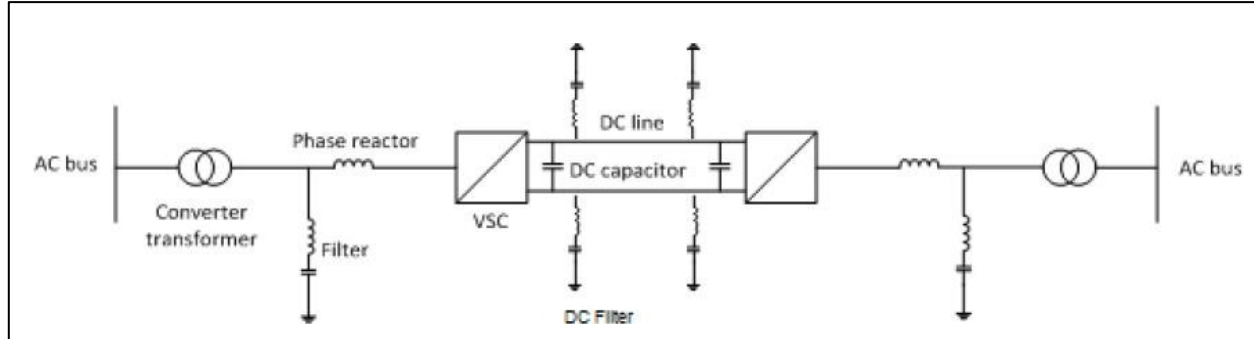 DC line
Phase reactor
AC bus
DC capacitor
AC bus
Converter
transformer
VSC
Filter
DC Filter